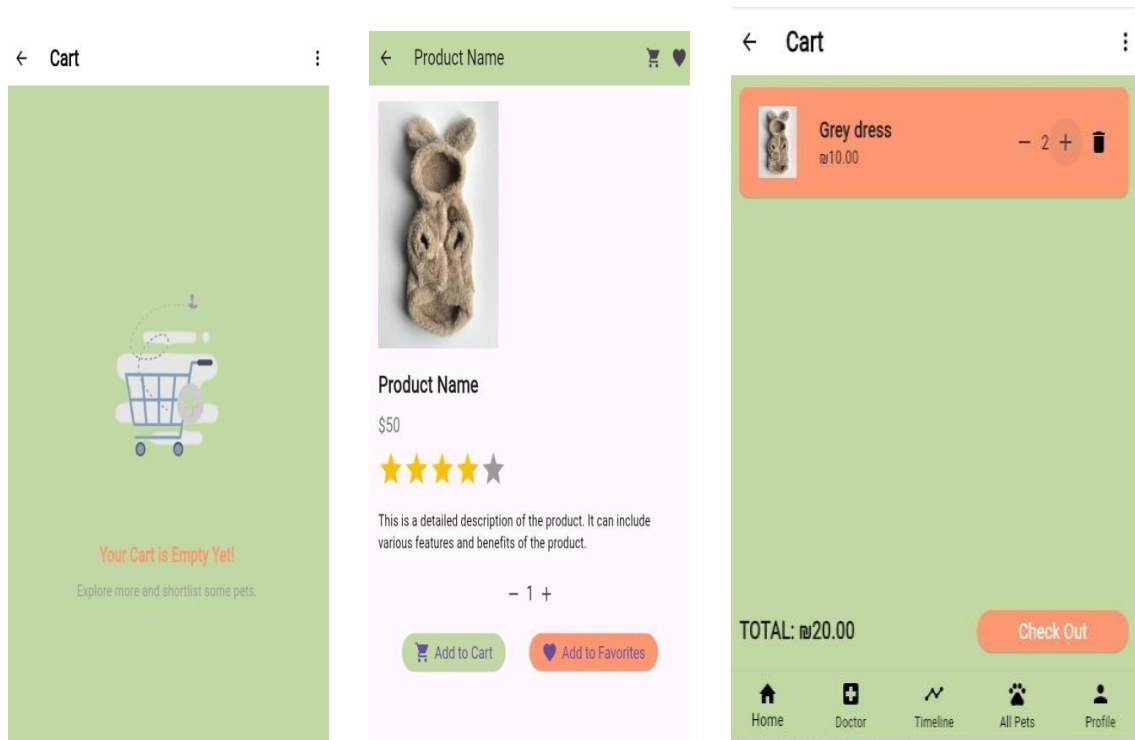 Cart
Your Cart is Empty Yet!
Explore more and shortlist some pets.
Product Name
Product Name
$50
This is a detailed description of the product. It can include
various features and benefits of the product.
− 1 +
Add to Cart
Add to Favorites
Cart
Grey dress
₪10.00
− 2 +
TOTAL: ₪20.00
Check Out
Home Doctor Timeline All Pets Profile